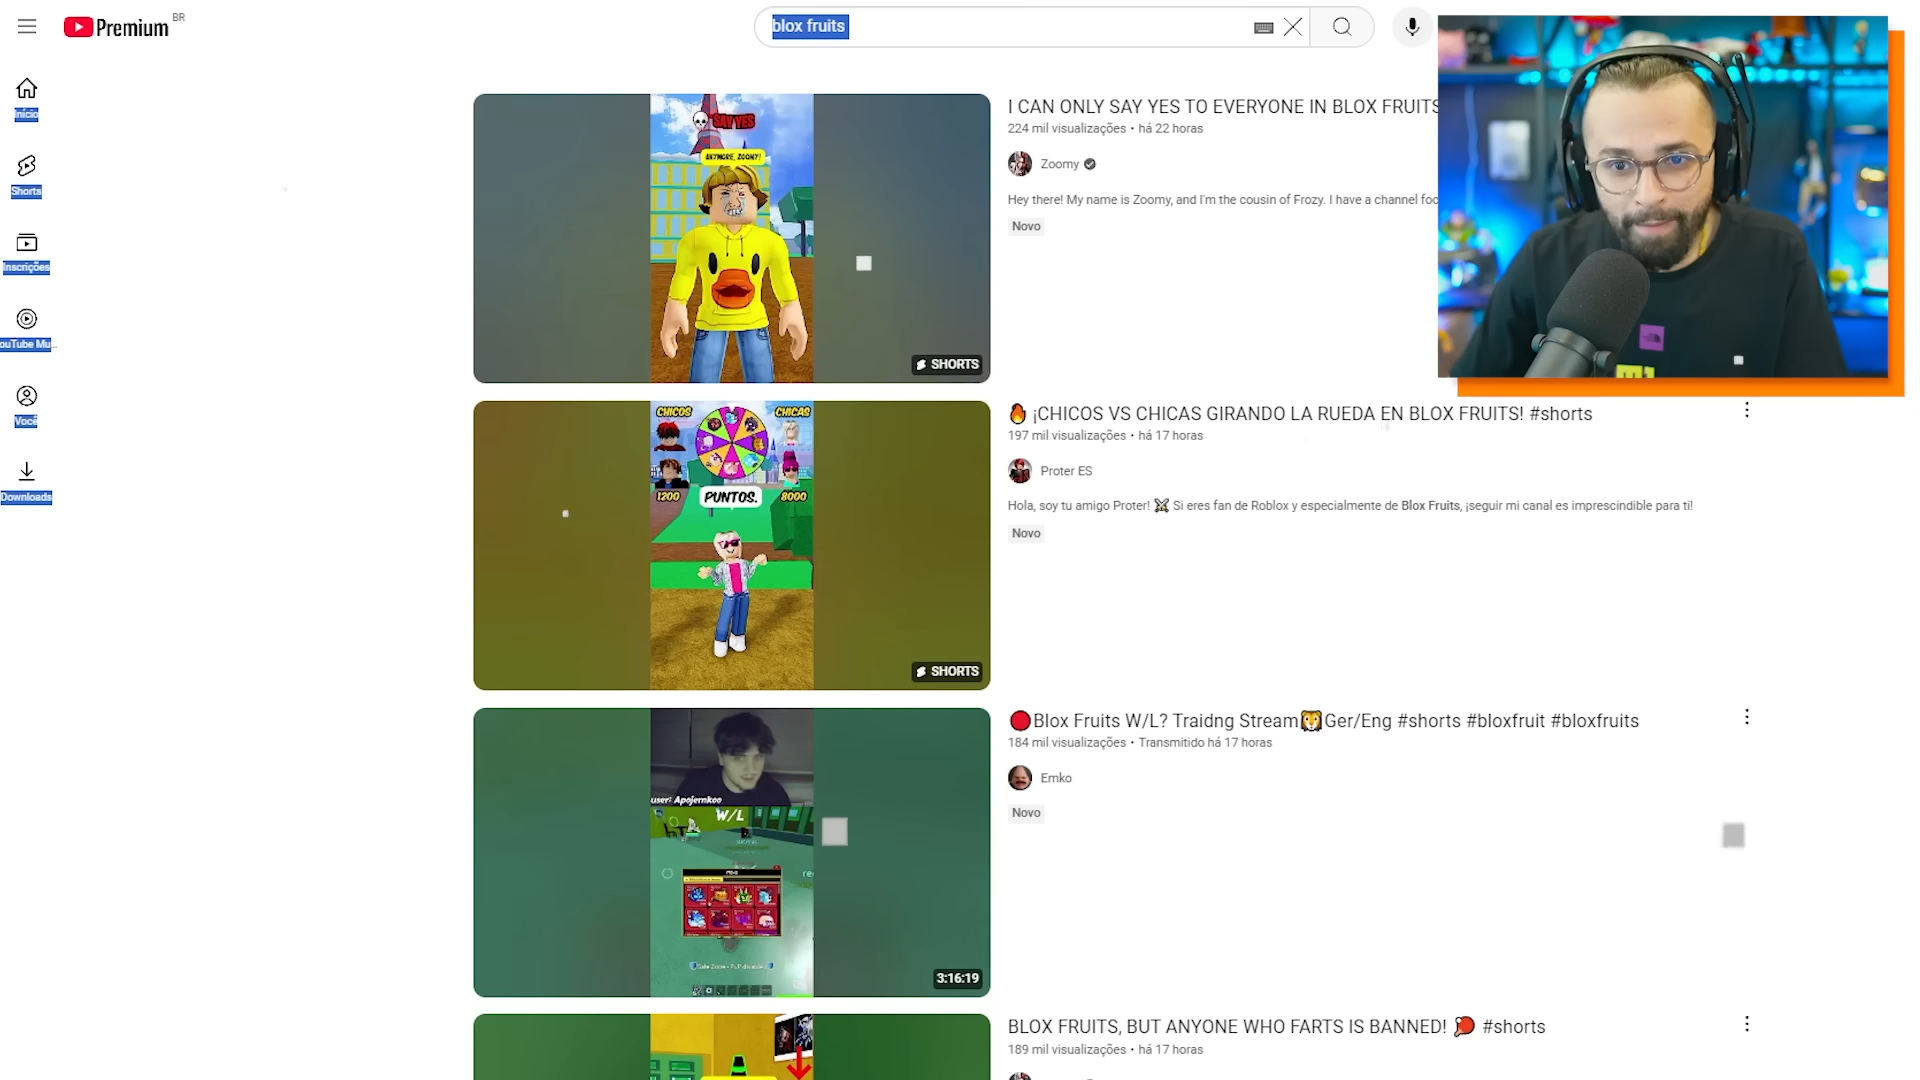 Premium BR
blox fruits
Início
Shorts
Inscrições
ouTube Mu...
Você
Downloads
SAY YES
ANYMORE, ZOOMY!
SHORTS
I CAN ONLY SAY YES TO EVERYONE IN BLOX FRUITS
224 mil visualizações • há 22 horas
Zoomy
Hey there! My name is Zoomy, and I'm the cousin of Frozy. I have a channel foc
Novo
CHICOS
CHICAS
1200
PUNTOS.
8000
SHORTS
🔥 ¡CHICOS VS CHICAS GIRANDO LA RUEDA EN BLOX FRUITS! #shorts
197 mil visualizações • há 17 horas
Proter ES
Hola, soy tu amigo Proter! ⚔️ Si eres fan de Roblox y especialmente de Blox Fruits, ¡seguir mi canal es imprescindible para ti!
Novo
user: Apojernkoo
W/L
3:16:19
🔴Blox Fruits W/L? Traidng Stream🦁Ger/Eng #shorts #bloxfruit #bloxfruits
184 mil visualizações • Transmitido há 17 horas
Emko
Novo
BLOX FRUITS, BUT ANYONE WHO FARTS IS BANNED! 🏓 #shorts
189 mil visualizações • há 17 horas